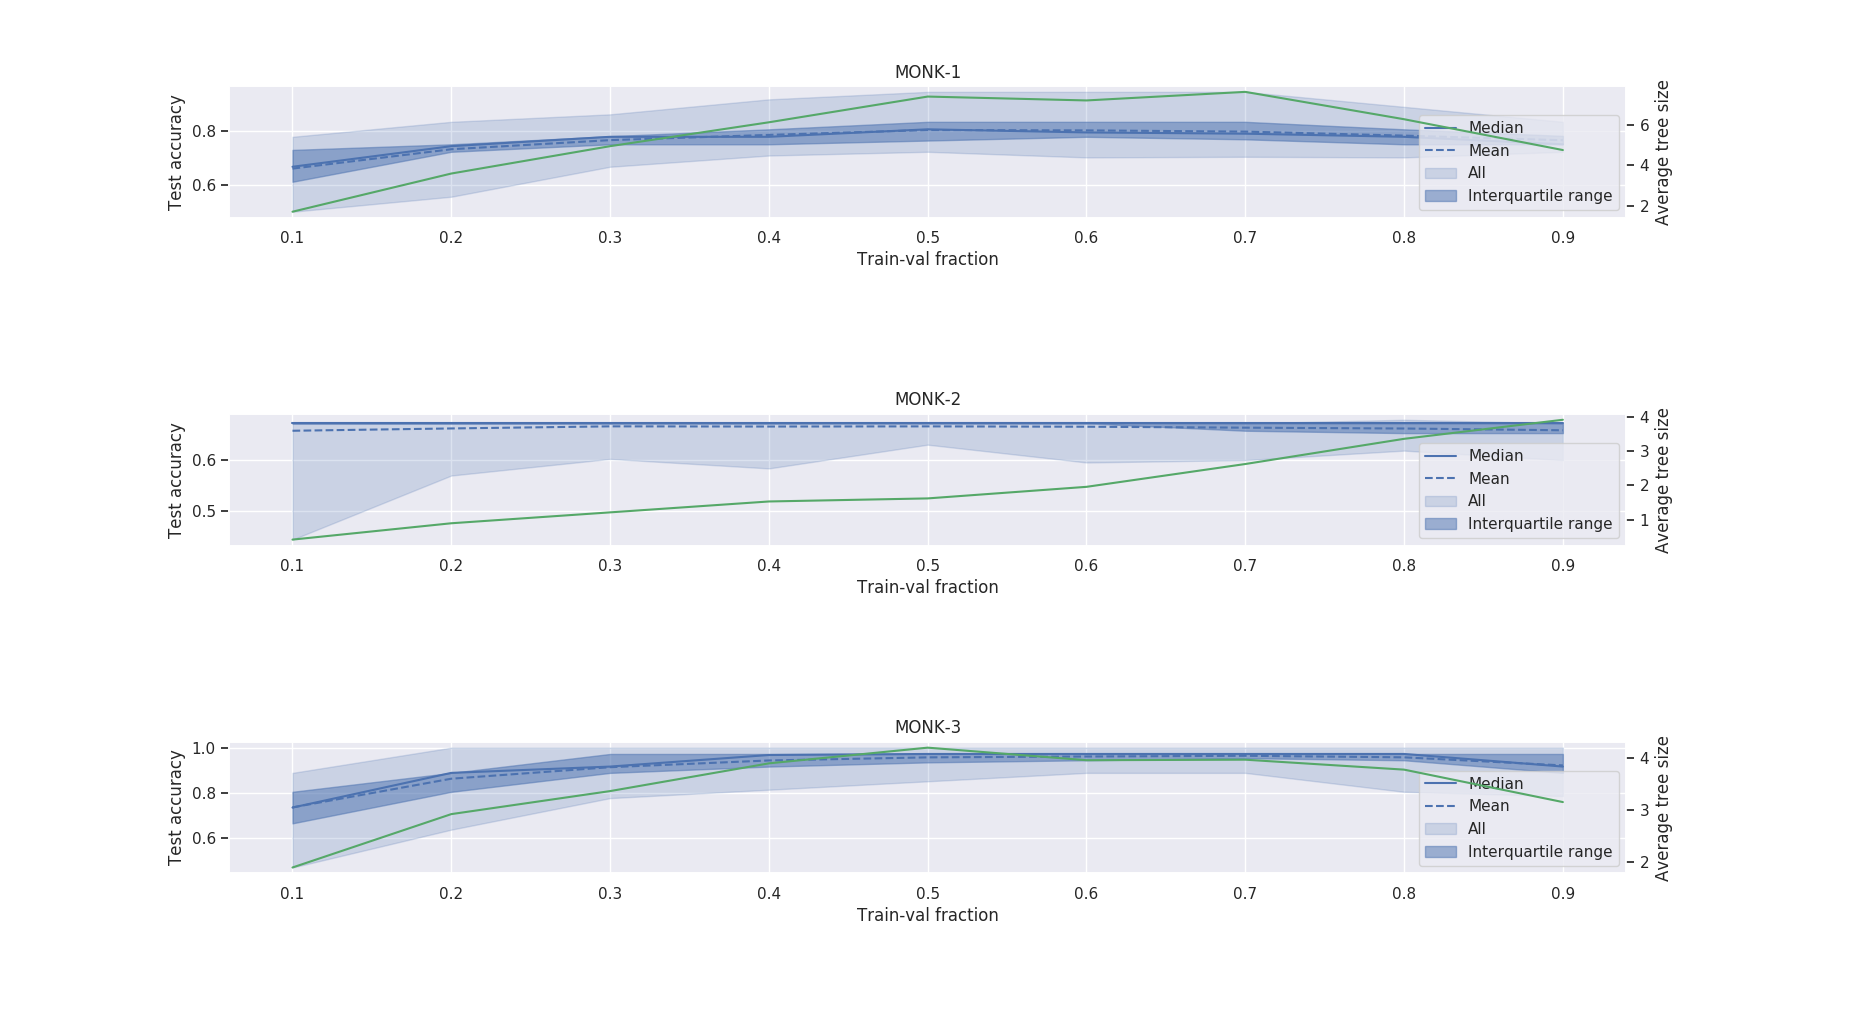 MONK-1
Test accuracy
0.8
0.6
6
4
2
Average tree size
Median
Mean
All
Interquartile range
0.1 0.2 0.3 0.4 0.5 0.6 0.7 0.8 0.9
Train-val fraction
MONK-2
Test accuracy
0.6
0.5
4
3
2
1
Average tree size
Median
Mean
All
Interquartile range
0.1 0.2 0.3 0.4 0.5 0.6 0.7 0.8 0.9
Train-val fraction
MONK-3
Test accuracy
1.0
0.8
0.6
4
3
2
Average tree size
Median
Mean
All
Interquartile range
0.1 0.2 0.3 0.4 0.5 0.6 0.7 0.8 0.9
Train-val fraction